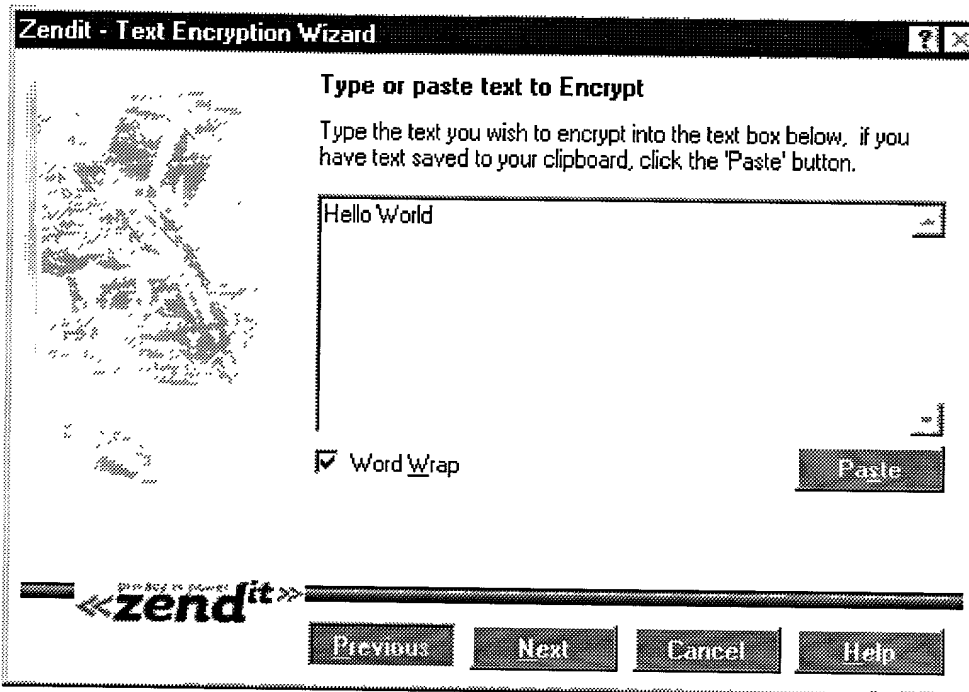 Zendit - Text Encryption Wizard
Type or paste text to Encrypt
Type the text you wish to encrypt into the text box below, if you
have text saved to your clipboard, click the 'Paste' button.
Hello World
Word Wrap
Paste
«zendit»
Previous Next Cancel Help